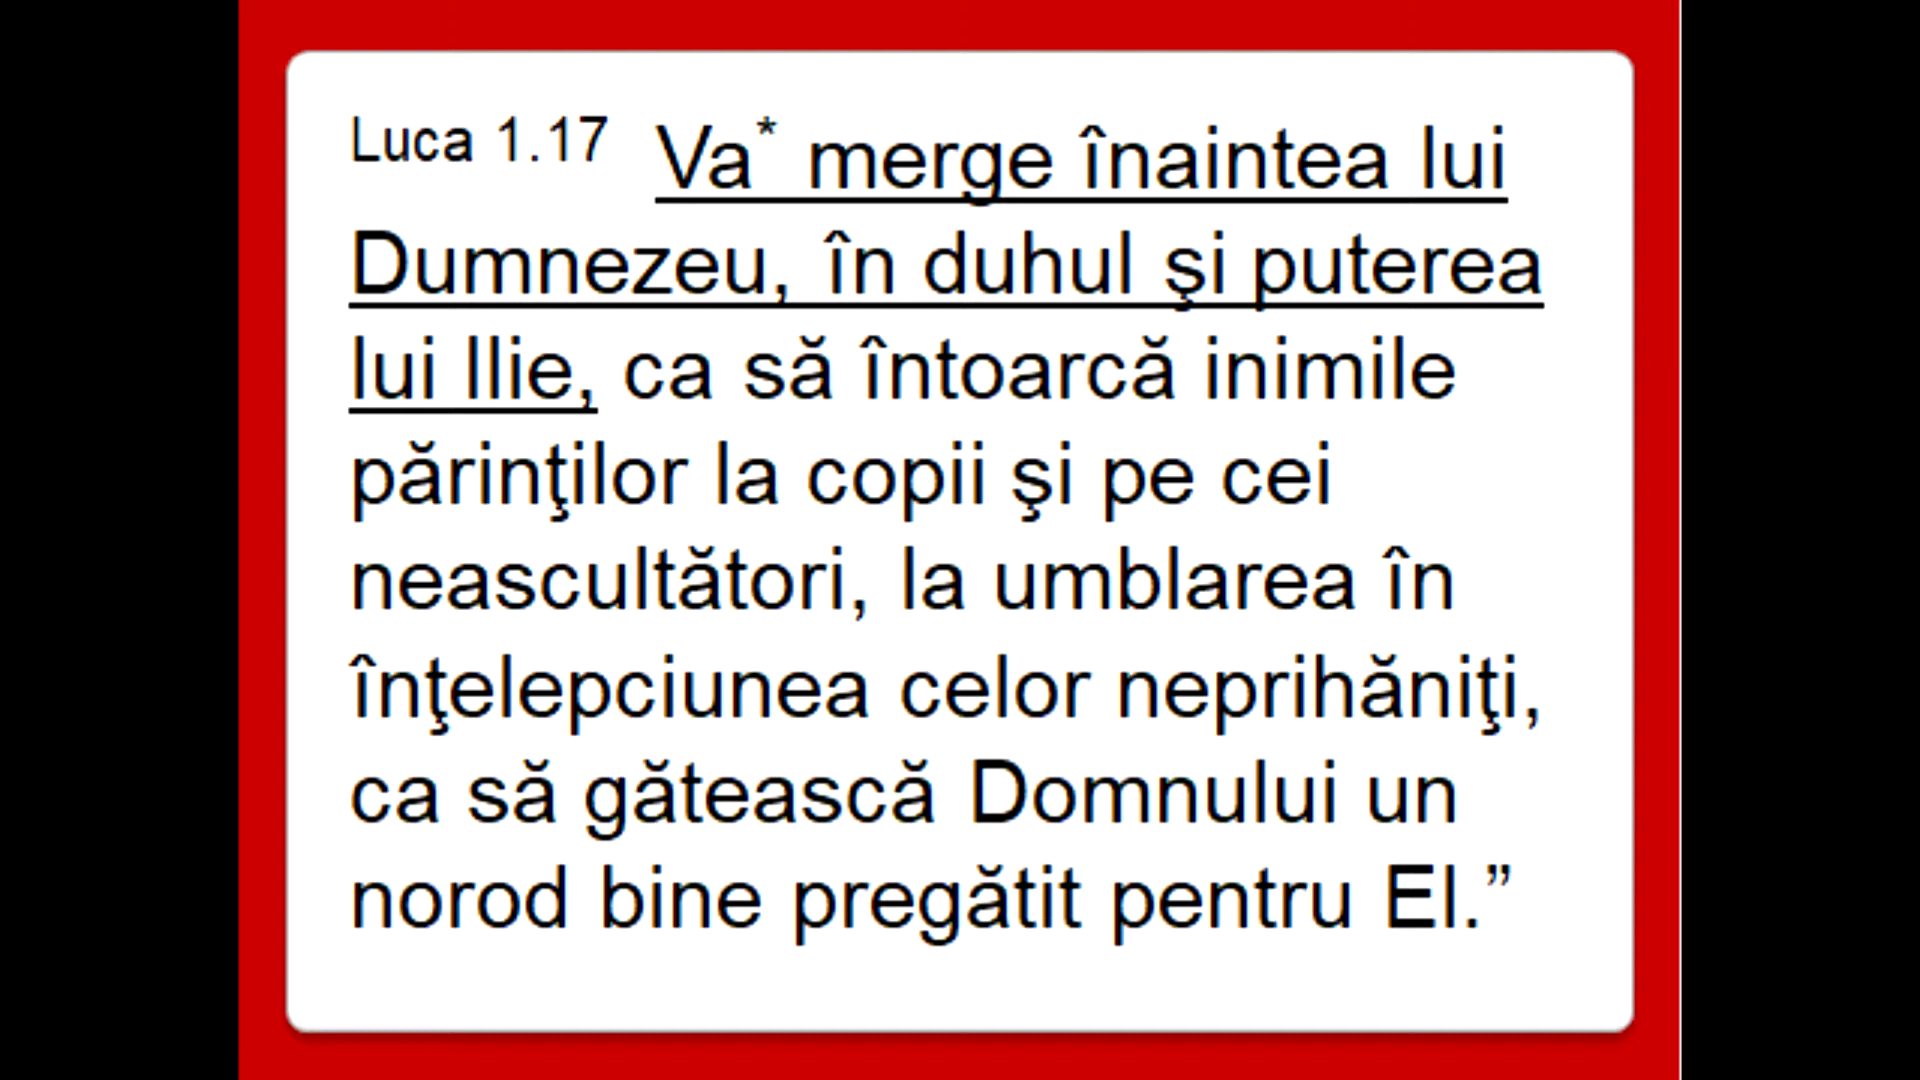 Luca 1.17 Va* merge înaintea lui
Dumnezeu, în duhul şi puterea
lui Ilie, ca să întoarcă inimile
părinţilor la copii şi pe cei
neascultători, la umblarea în
înţelepciunea celor neprihăniţi,
ca să gătească Domnului un
norod bine pregătit pentru El.”